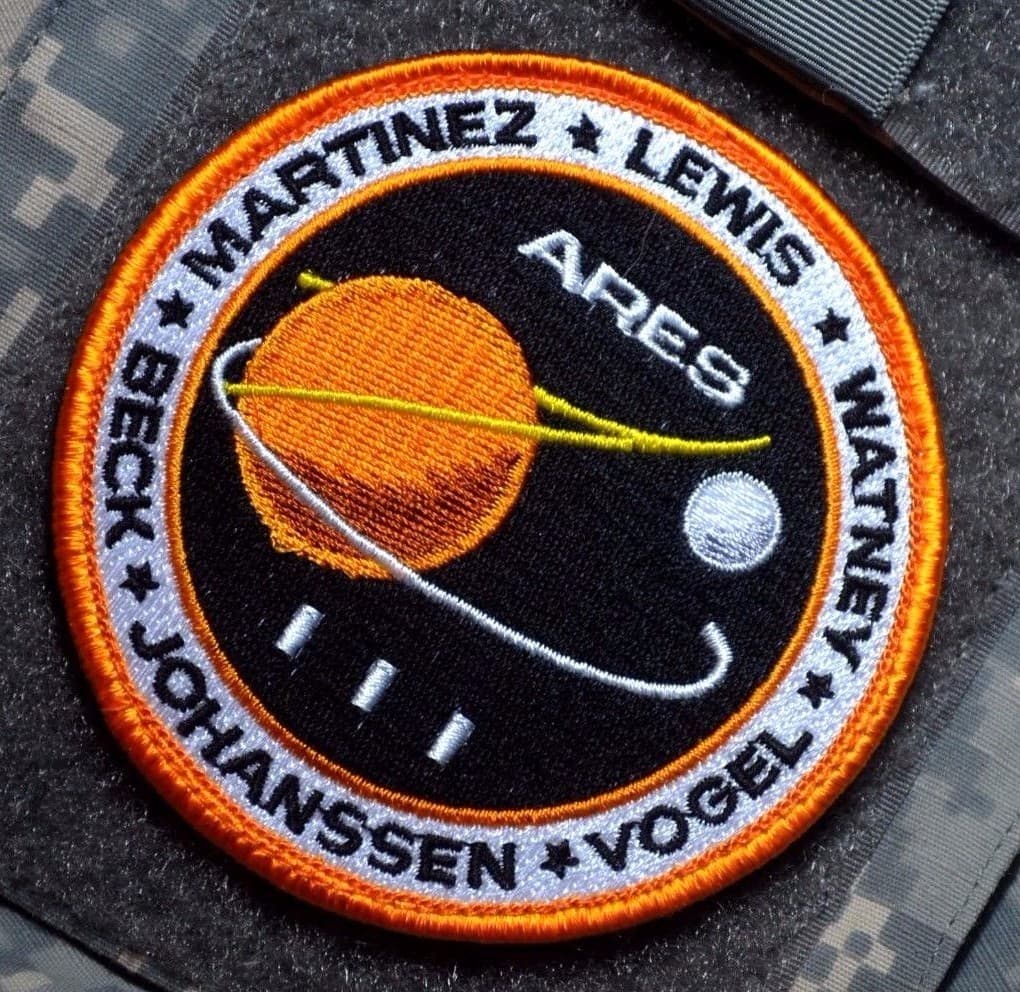 MARTINEZ ★ LEWIS ★ WATNEY ★ VOGEL ★ JOHANSSEN ★ BECK ★
ARES
III